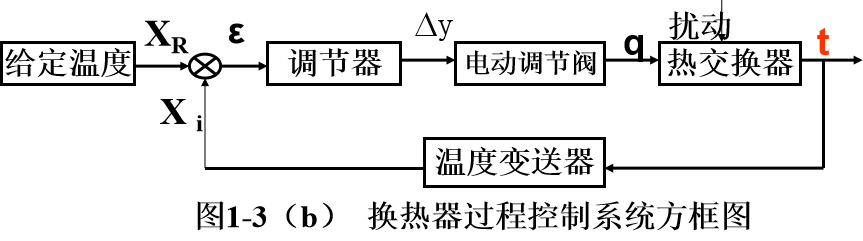 扰动
X_R ε Δy q t
给定温度 调节器 电动调节阀 热交换器
X_i
温度变送器
图1-3（b） 换热器过程控制系统方框图